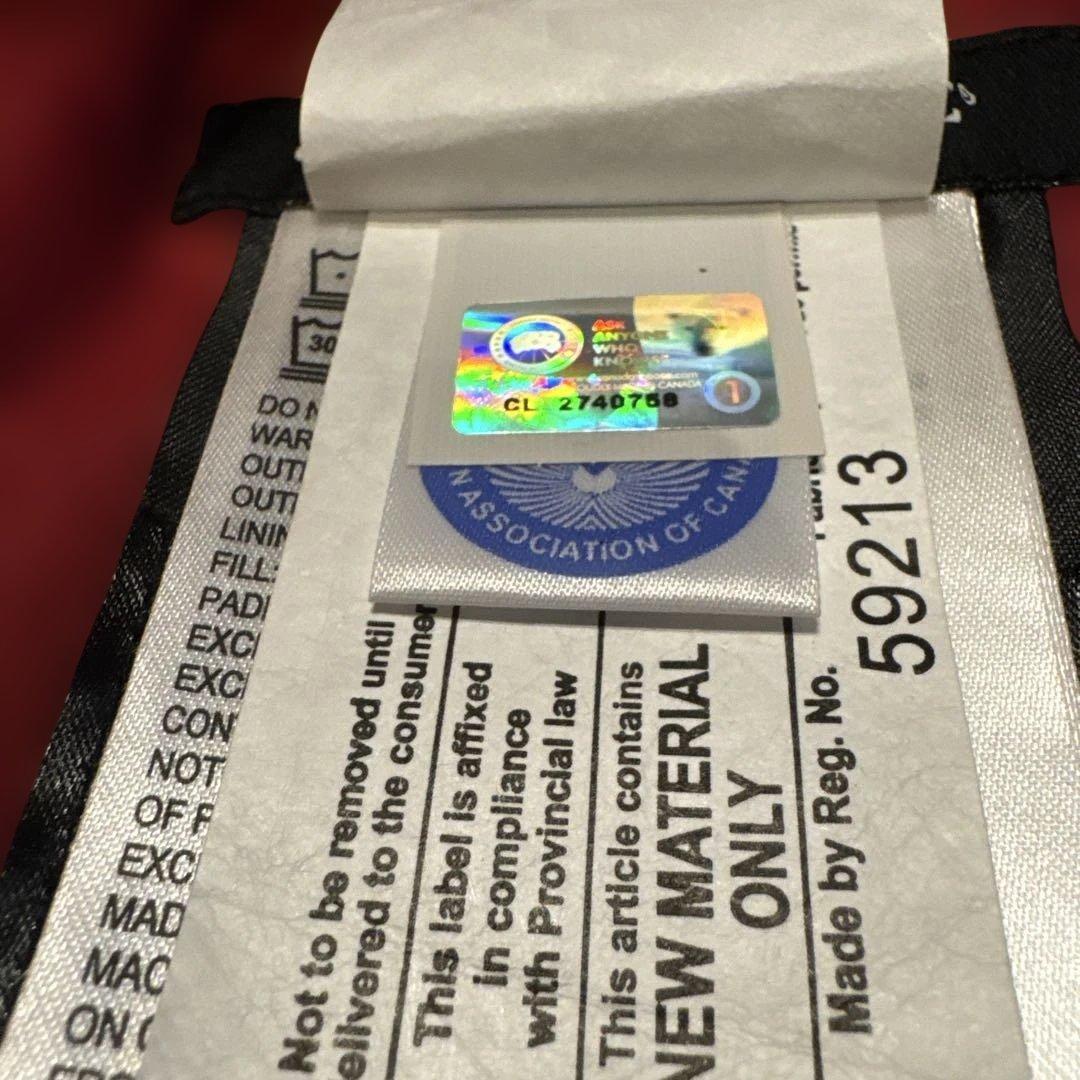 30
DO N
WAR
OUT
OUT
LININ
FILL:
PADI
EXC
EXC
CON
NOT
OF F
EXC
MAD
MAC
ON
ASK
ANYONE
WHO
KNOWS
CANADA
CL 2740758
1
N ASSOCIATION OF CANA
Not to be removed until
elivered to the consumer
This label is affixed
in compliance
with Provincial law
This article contains
NEW MATERIAL
ONLY
Made by Reg. No.
59213